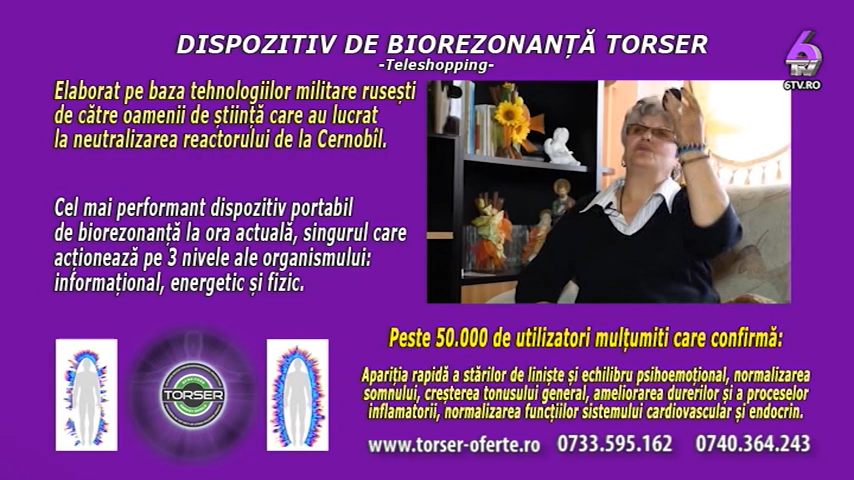 DISPOZITIV DE BIOREZONANȚĂ TORSER
-Teleshopping-
6
TV
6TV.RO
Elaborat pe baza tehnologiilor militare rusești
de către oamenii de știință care au lucrat
la neutralizarea reactorului de la Cernobîl.
Cel mai performant dispozitiv portabil
de biorezonanță la ora actuală, singurul care
acționează pe 3 nivele ale organismului:
informațional, energetic și fizic.
Peste 50.000 de utilizatori mulțumiti care confirmă:
Apariția rapidă a stărilor de liniște și echilibru psihoemoțional, normalizarea
somnului, creșterea tonusului general, ameliorarea durerilor și a proceselor
inflamatorii, normalizarea funcțiilor sistemului cardiovascular și endocrin.
TORSER
www.torser-oferte.ro 0733.595.162 0740.364.243